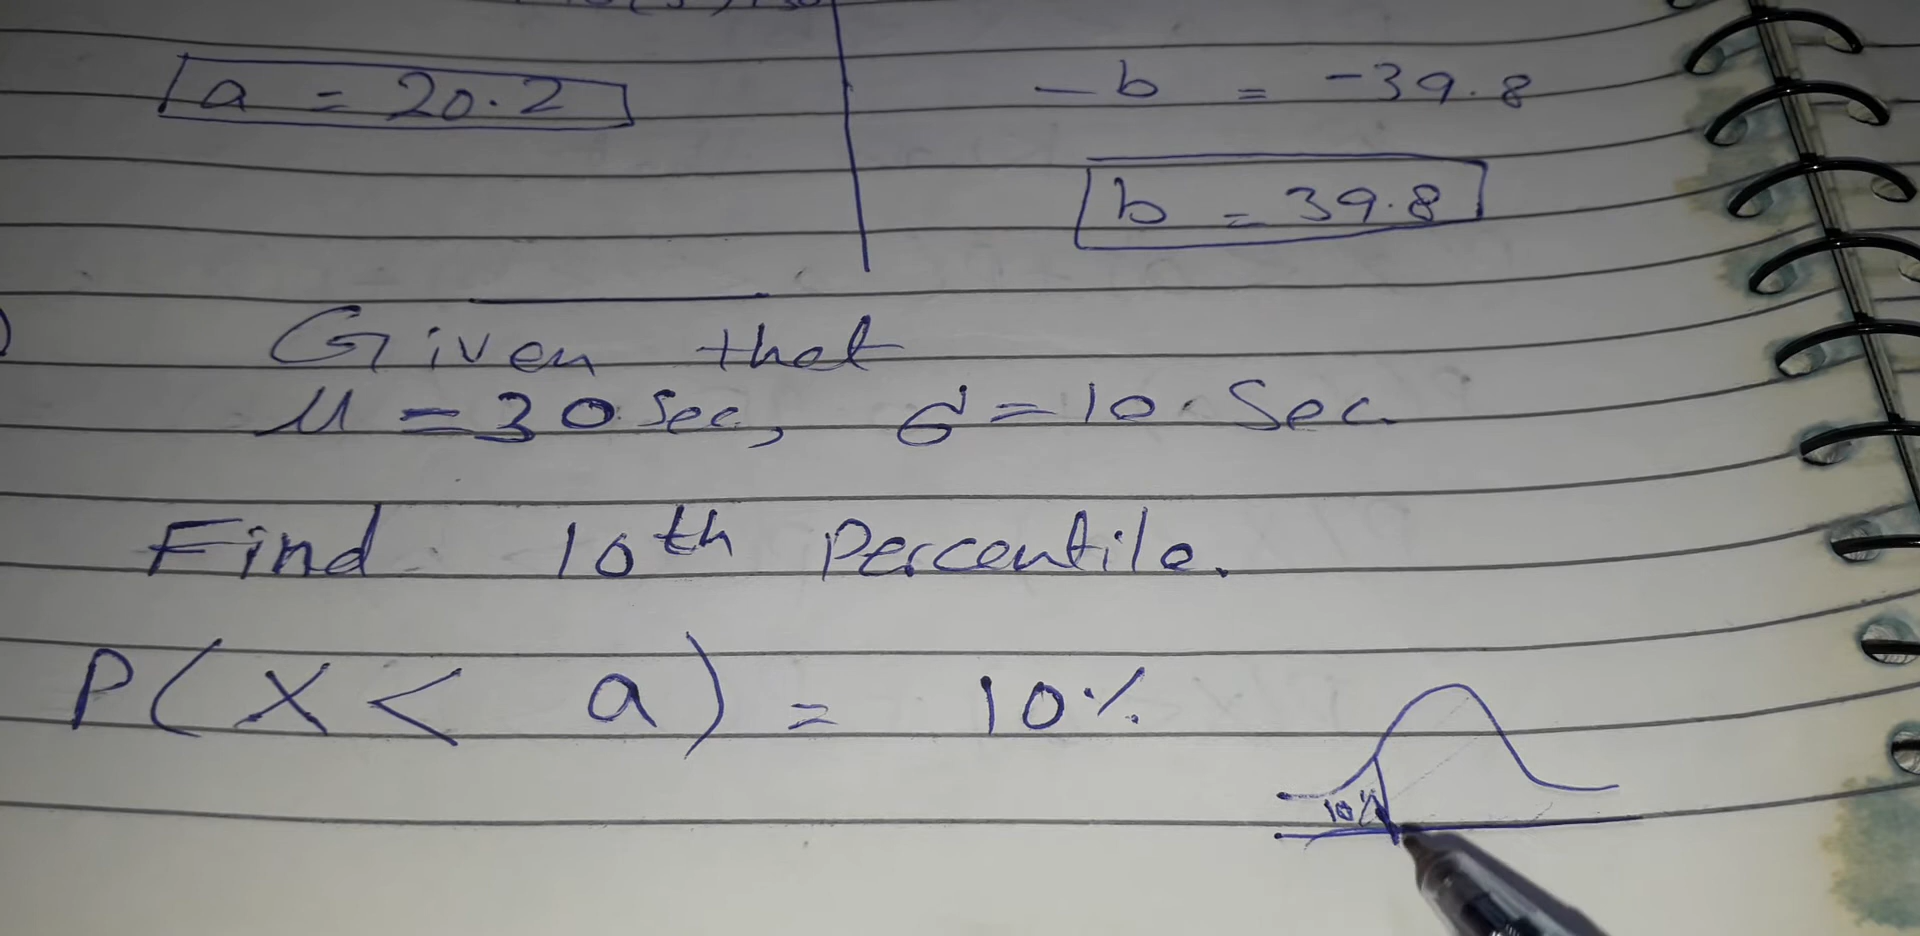 a = 20.2
-b = -39.8
b = 39.8
Given that
μ = 30 Sec, σ = 10 Sec.
Find 10th Percentile.
P(X < a) = 10%
10%